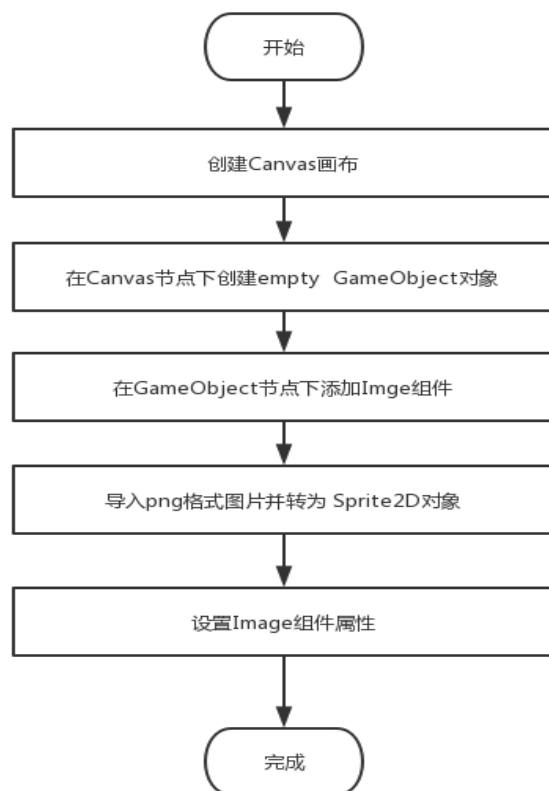 开始
创建Canvas画布
在Canvas节点下创建empty  GameObject对象
在GameObject节点下添加Imge组件
导入png格式图片并转为 Sprite2D对象
设置Image组件属性
完成